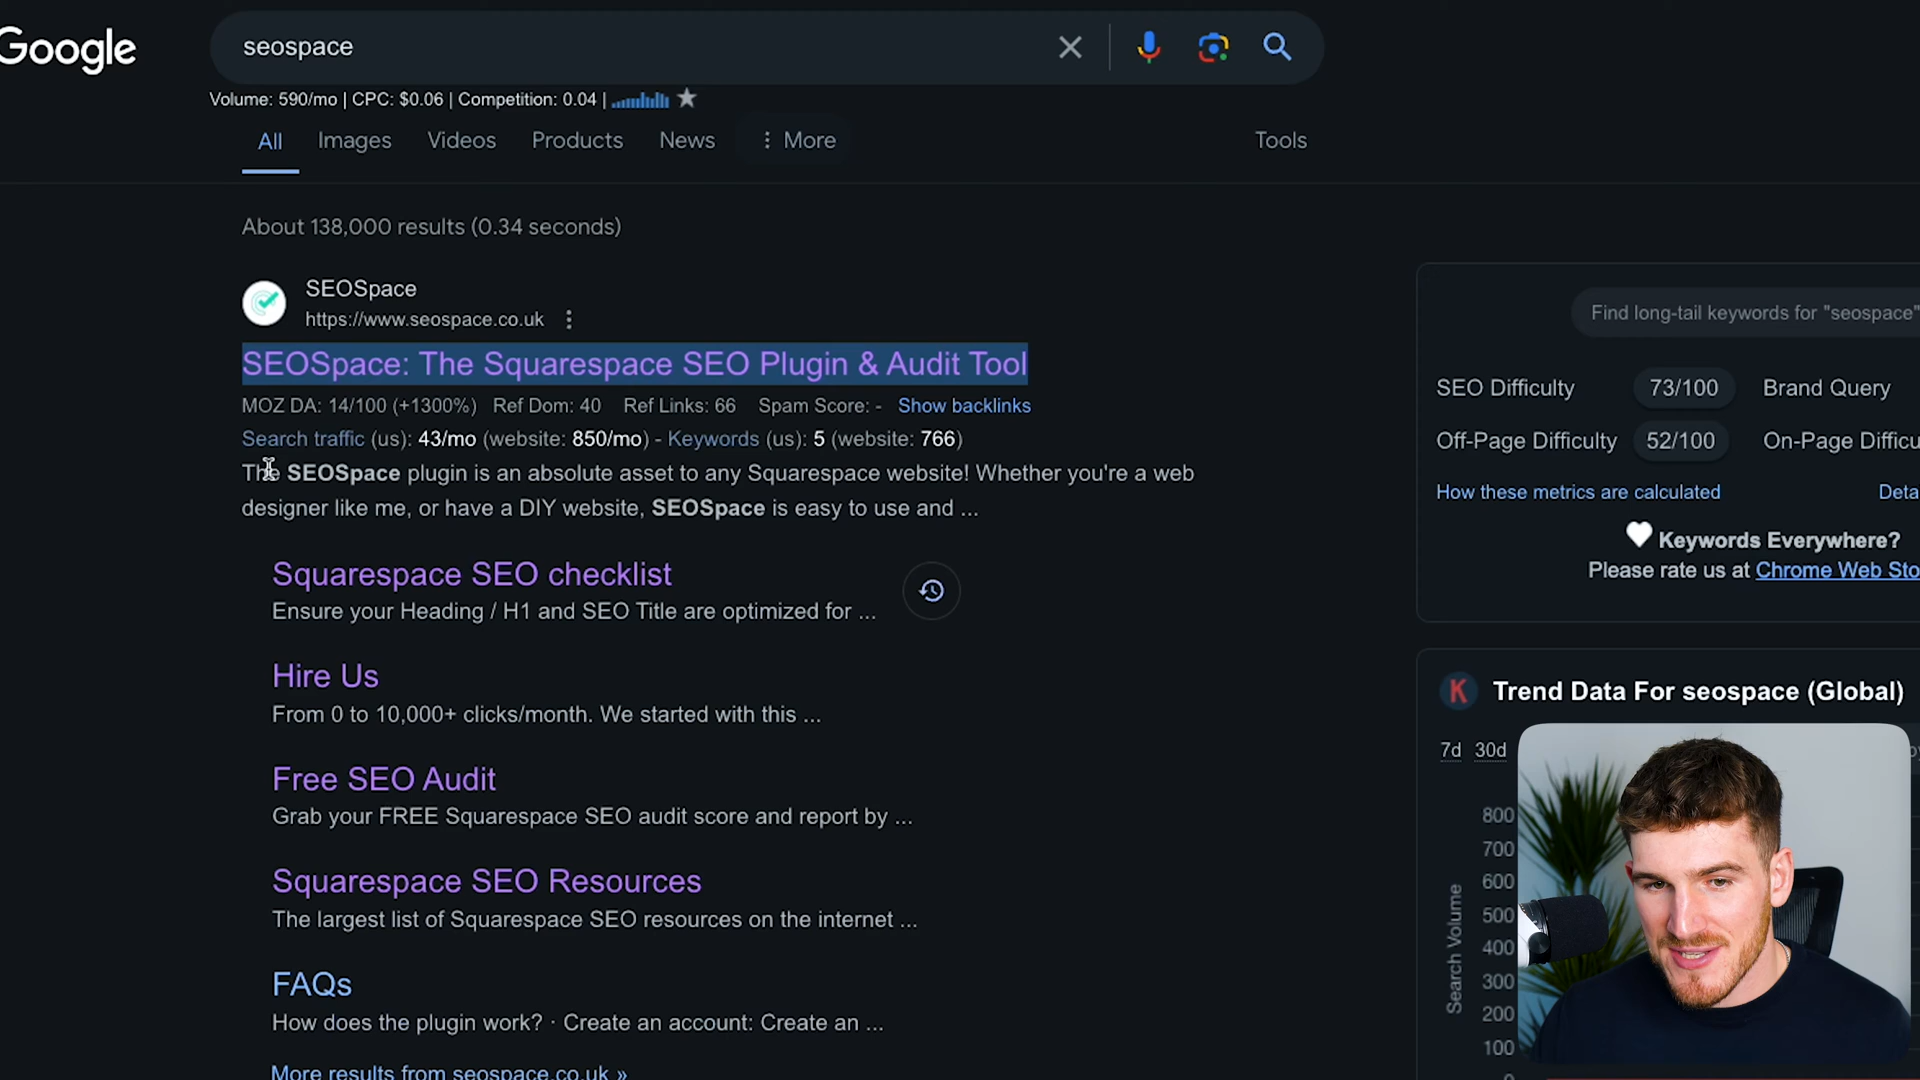 Google
seospace
Volume: 590/mo | CPC: $0.06 | Competition: 0.04 |
All Images Videos Products News More Tools
About 138,000 results (0.34 seconds)
SEOSpace
https://www.seospace.co.uk
SEOSpace: The Squarespace SEO Plugin & Audit Tool
MOZ DA: 14/100 (+1300%) Ref Dom: 40 Ref Links: 66 Spam Score: - Show backlinks
Search traffic (us): 43/mo (website: 850/mo) - Keywords (us): 5 (website: 766)
The SEOSpace plugin is an absolute asset to any Squarespace website! Whether you're a web
designer like me, or have a DIY website, SEOSpace is easy to use and ...
Squarespace SEO checklist
Ensure your Heading / H1 and SEO Title are optimized for ...
Hire Us
From 0 to 10,000+ clicks/month. We started with this ...
Free SEO Audit
Grab your FREE Squarespace SEO audit score and report by ...
Squarespace SEO Resources
The largest list of Squarespace SEO resources on the internet ...
FAQs
How does the plugin work? · Create an account: Create an ...
More results from seospace.co.uk »
Find long-tail keywords for "seospace"
SEO Difficulty 73/100 Brand Query
Off-Page Difficulty 52/100 On-Page Difficu
How these metrics are calculated Deta
Keywords Everywhere?
Please rate us at Chrome Web Sto
K Trend Data For seospace (Global)
7d 30d
800
700
600
500
400
300
200
100
Search Volume